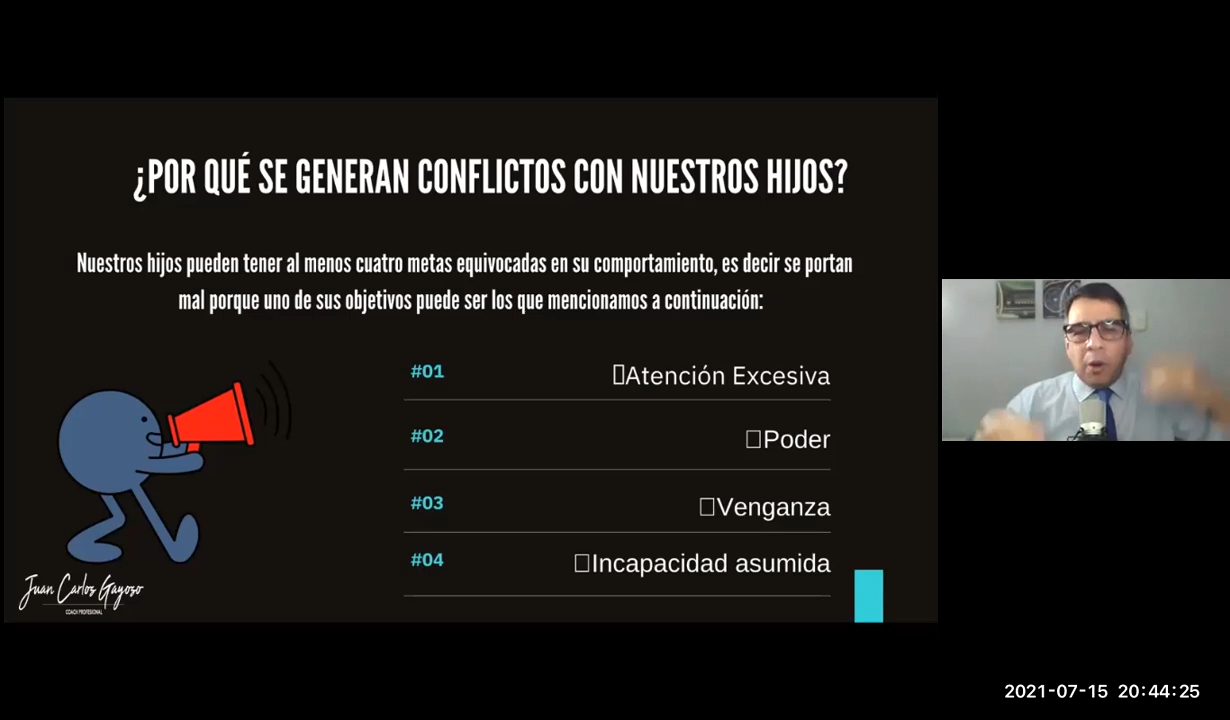 ¿POR QUÉ SE GENERAN CONFLICTOS CON NUESTROS HIJOS?
Nuestros hijos pueden tener al menos cuatro metas equivocadas en su comportamiento, es decir se portan
mal porque uno de sus objetivos puede ser los que mencionamos a continuación:
#01 Atención Excesiva
#02 Poder
#03 Venganza
#04 Incapacidad asumida
Juan Carlos Gayoso
COACH PROFESIONAL
2021-07-15 20:44:25